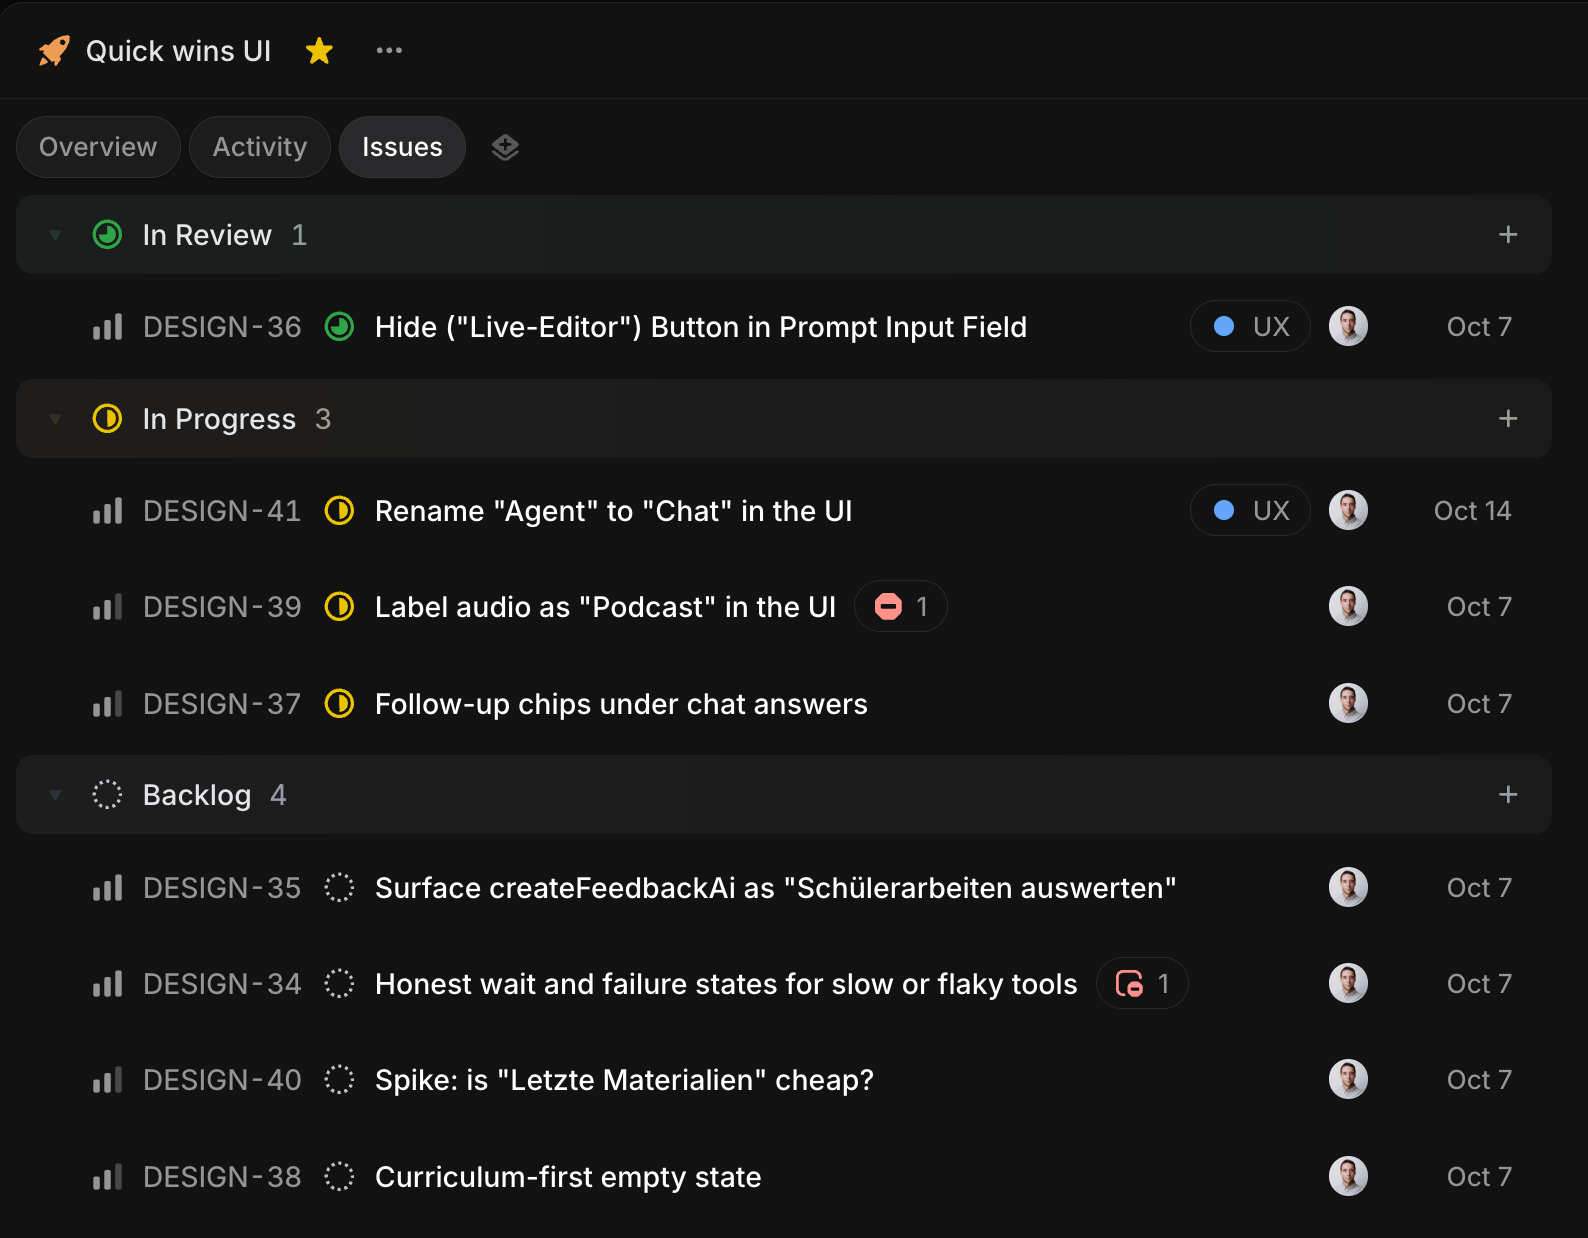 Quick wins UI
Overview Activity Issues
In Review 1
DESIGN-36 Hide ("Live-Editor") Button in Prompt Input Field UX Oct 7
In Progress 3
DESIGN-41 Rename "Agent" to "Chat" in the UI UX Oct 14
DESIGN-39 Label audio as "Podcast" in the UI 1 Oct 7
DESIGN-37 Follow-up chips under chat answers Oct 7
Backlog 4
DESIGN-35 Surface createFeedbackAi as "Schülerarbeiten auswerten" Oct 7
DESIGN-34 Honest wait and failure states for slow or flaky tools 1 Oct 7
DESIGN-40 Spike: is "Letzte Materialien" cheap? Oct 7
DESIGN-38 Curriculum-first empty state Oct 7